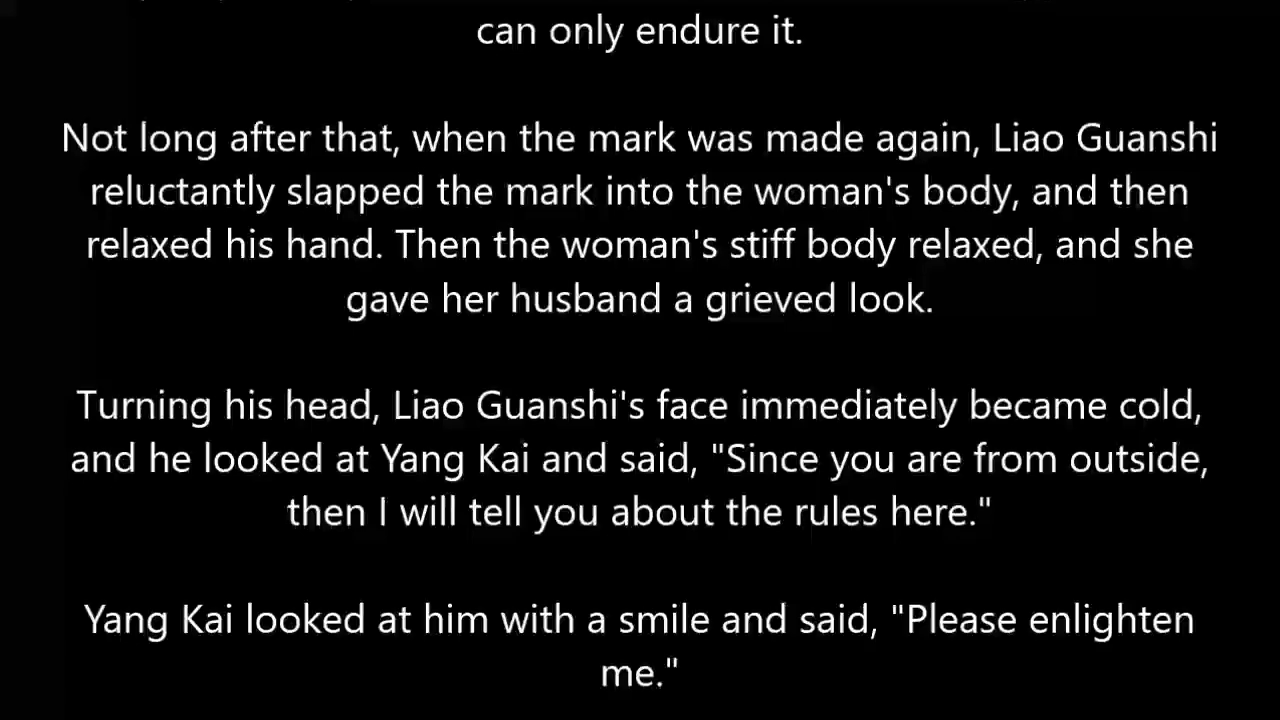 can only endure it.
Not long after that, when the mark was made again, Liao Guanshi
reluctantly slapped the mark into the woman's body, and then
relaxed his hand. Then the woman's stiff body relaxed, and she
gave her husband a grieved look.
Turning his head, Liao Guanshi's face immediately became cold,
and he looked at Yang Kai and said, "Since you are from outside,
then I will tell you about the rules here."
Yang Kai looked at him with a smile and said, "Please enlighten
me."